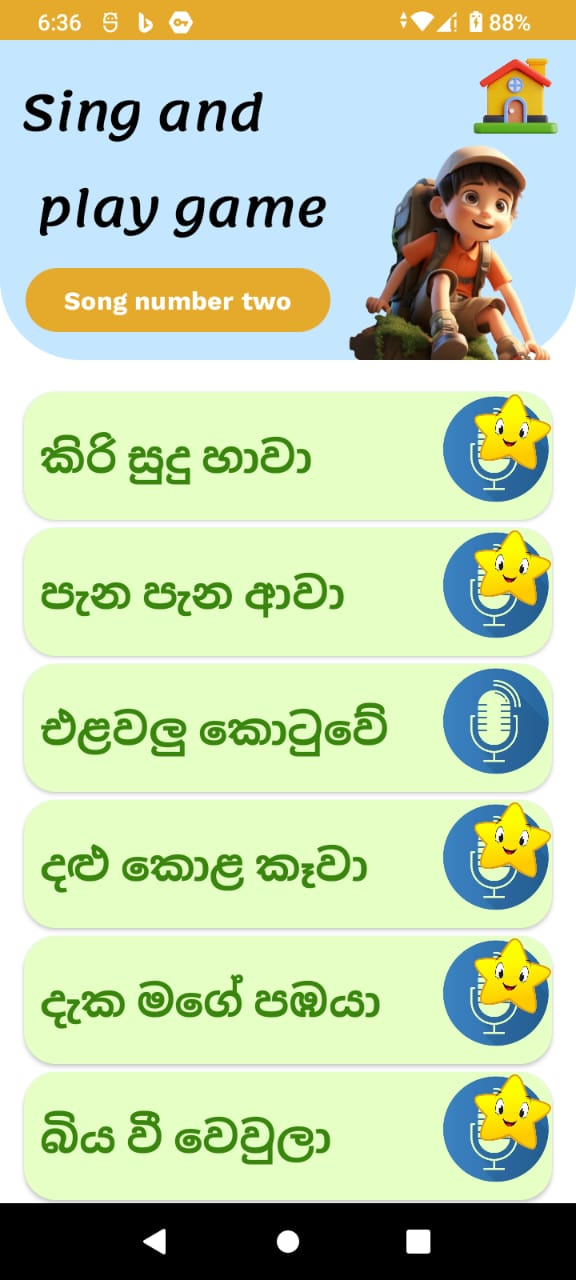 6:36
88%
Sing and
play game
Song number two
කිරි සුදු හාවා
පැන පැන ආවා
එළවලු කොටුවේ
දළු කොළ කෑවා
දැක මගේ පඹයා
බිය වී වෙවුලා